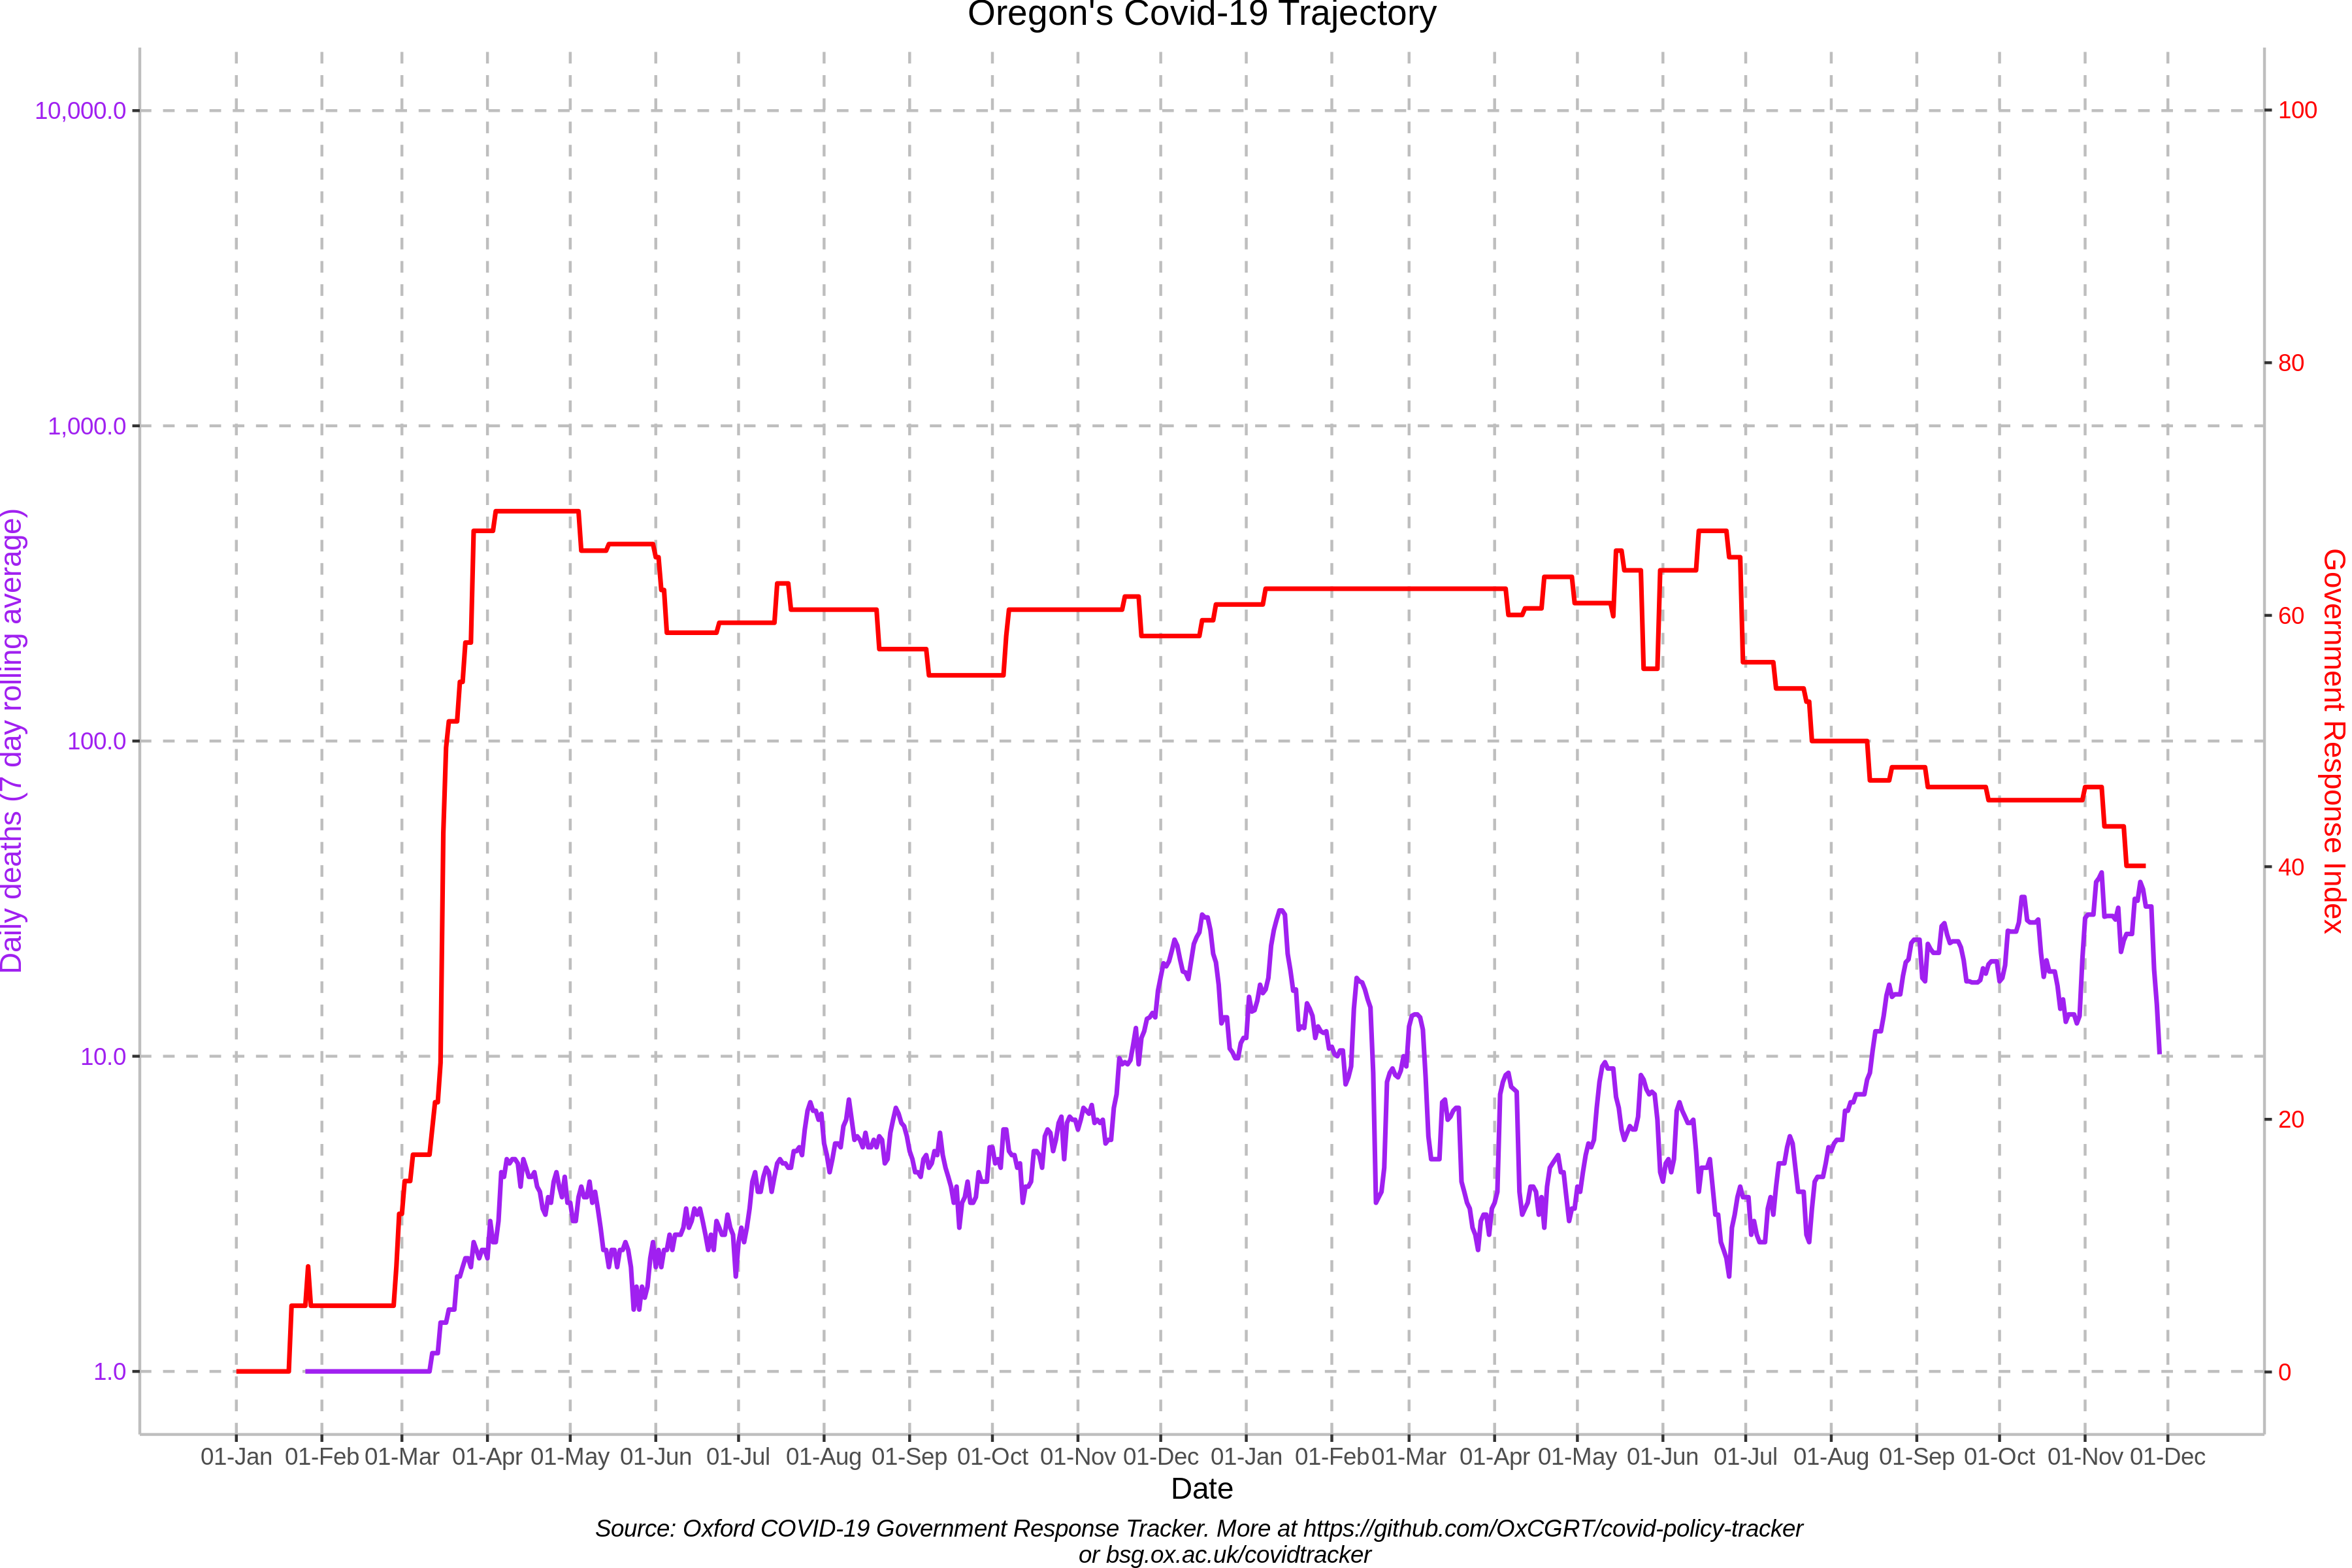 Oregon's Covid-19 Trajectory
10,000.0
1,000.0
100.0
10.0
1.0
Daily deaths (7 day rolling average)
100
80
60
40
20
0
Government Response Index
01-Jan 01-Feb 01-Mar 01-Apr 01-May 01-Jun 01-Jul 01-Aug 01-Sep 01-Oct 01-Nov 01-Dec 01-Jan 01-Feb 01-Mar 01-Apr 01-May 01-Jun 01-Jul 01-Aug 01-Sep 01-Oct 01-Nov 01-Dec
Date
Source: Oxford COVID-19 Government Response Tracker. More at https://github.com/OxCGRT/covid-policy-tracker
or bsg.ox.ac.uk/covidtracker